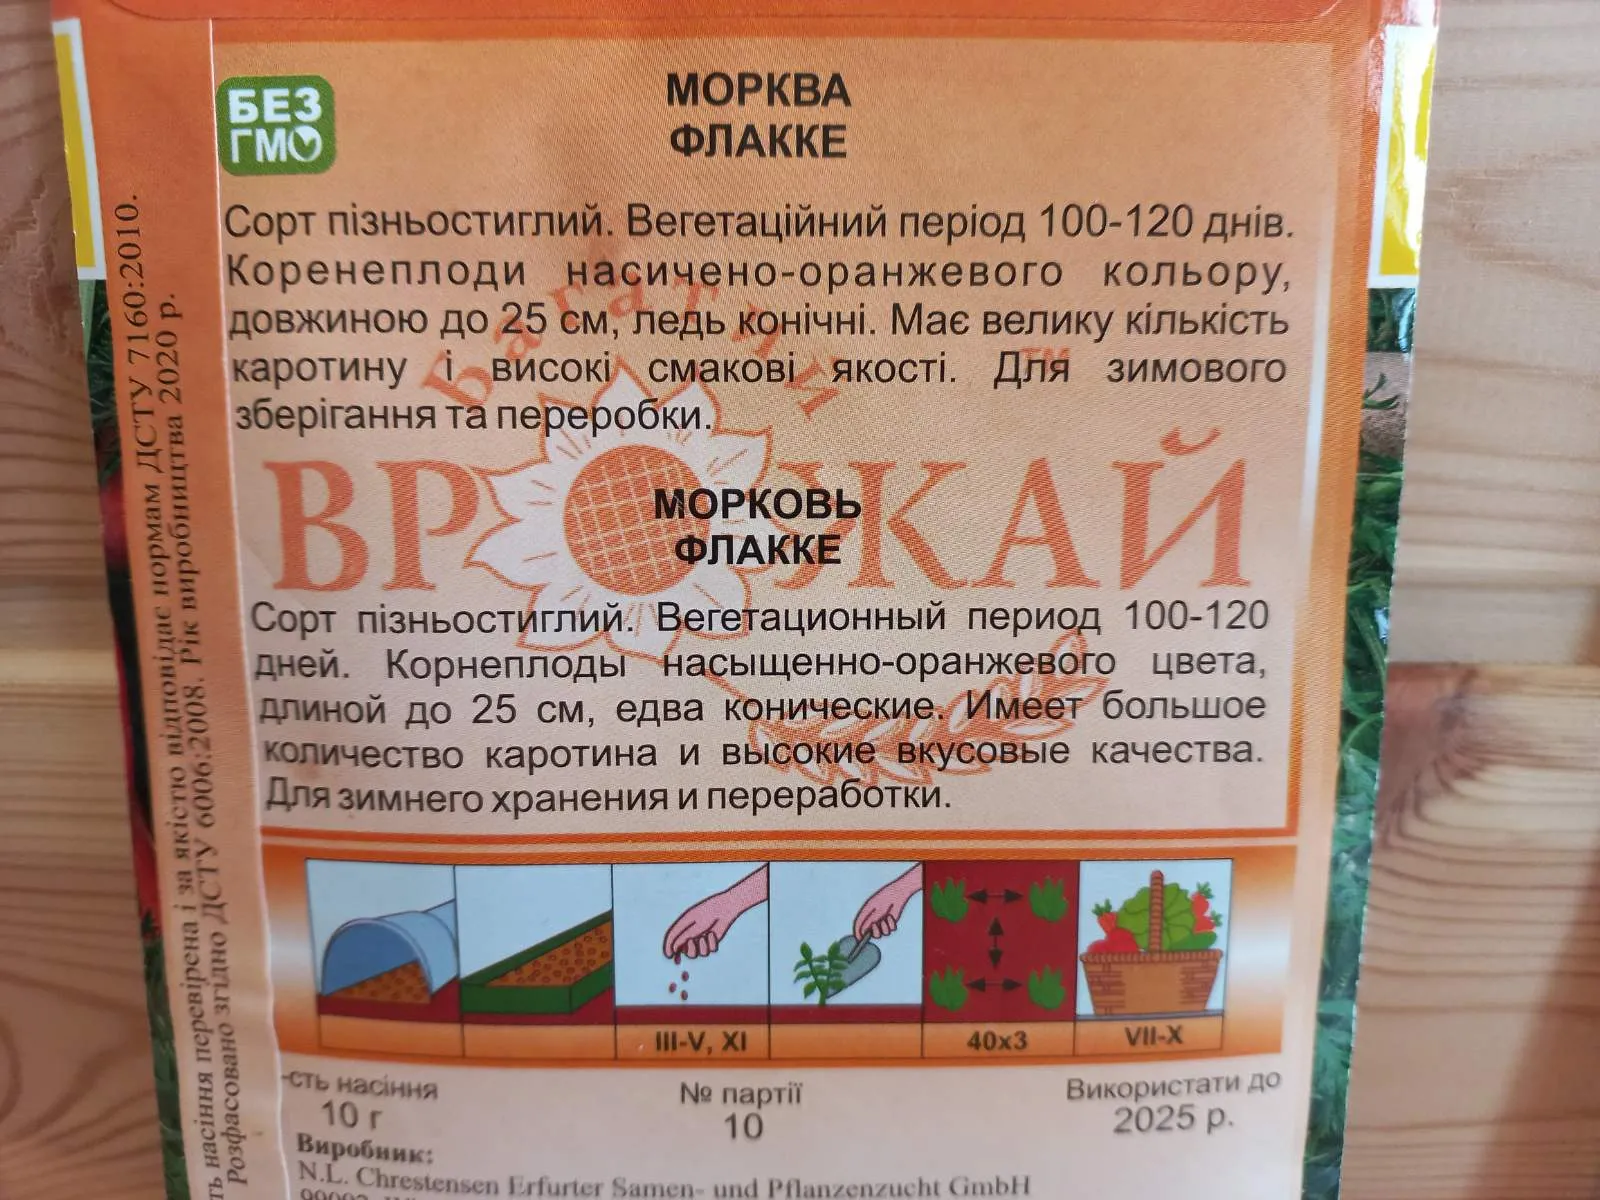 БЕЗ
ГМО
МОРКВА
ФЛАККЕ
Сорт пізньостиглий. Вегетаційний період 100-120 днів.
Коренеплоди насичено-оранжевого кольору,
довжиною до 25 см, ледь конічні. Має велику кількість
каротину і високі смакові якості. Для зимового
зберігання та переробки.
Багатий
ТМ
ВРОЖАЙ
МОРКОВЬ
ФЛАККЕ
Сорт пізньостиглий. Вегетационный период 100-120
дней. Корнеплоды насыщенно-оранжевого цвета,
длиной до 25 см, едва конические. Имеет большое
количество каротина и высокие вкусовые качества.
Для зимнего хранения и переработки.
III-V, XI
40х3
VII-X
-сть насіння
10 г
№ партії
10
Використати до
2025 р.
Виробник:
N.L. Chrestensen Erfurter Samen- und Pflanzenzucht GmbH
ть насіння перевірена і за якістю відповідає нормам ДСТУ 7160:2010.
Розфасовано згідно ДСТУ 6006:2008. Рік виробництва 2020 р.